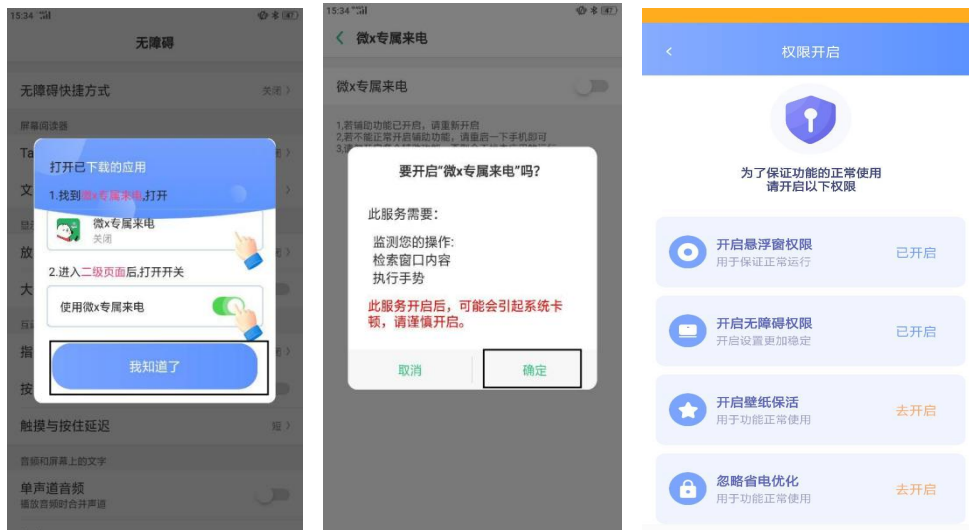 15:34
47
无障碍
无障碍快捷方式
关闭
屏幕阅读器
Ta
打开已下载的应用
1.找到微x专属来电,打开
微x专属来电
关闭
文
放
2.进入二级页面后,打开开关
大
使用微x专属来电
指
我知道了
按
触摸与按住延迟
短
音频和屏幕上的文字
单声道音频
播放音频时合并声道
15:34
47
微x专属来电
微x专属来电
1.若辅助功能已开启，请重新开启
2.若不能正常开启辅助功能，请重启一下手机即可
要开启"微x专属来电"吗?
此服务需要：
监测您的操作:
检索窗口内容
执行手势
此服务开启后，可能会引起系统卡
顿，请谨慎开启。
取消
确定
权限开启
为了保证功能的正常使用
请开启以下权限
开启悬浮窗权限
用于保证正常运行
已开启
开启无障碍权限
开启设置更加稳定
已开启
开启壁纸保活
用于功能正常使用
去开启
忽略省电优化
用于功能正常使用
去开启